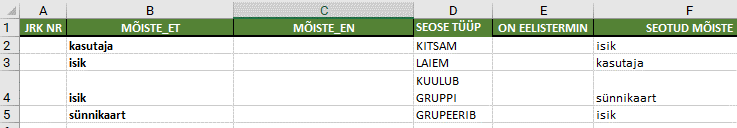 A B C D E F
1 JRK NR MÕISTE_ET MÕISTE_EN SEOSE TÜÜP ON EELISTERMIN SEOTUD MÕISTE
2 kasutaja KITSAM isik
3 isik LAIEM kasutaja
KUULUB
4 isik GRUPPI sünnikaart
5 sünnikaart GRUPEERIB isik